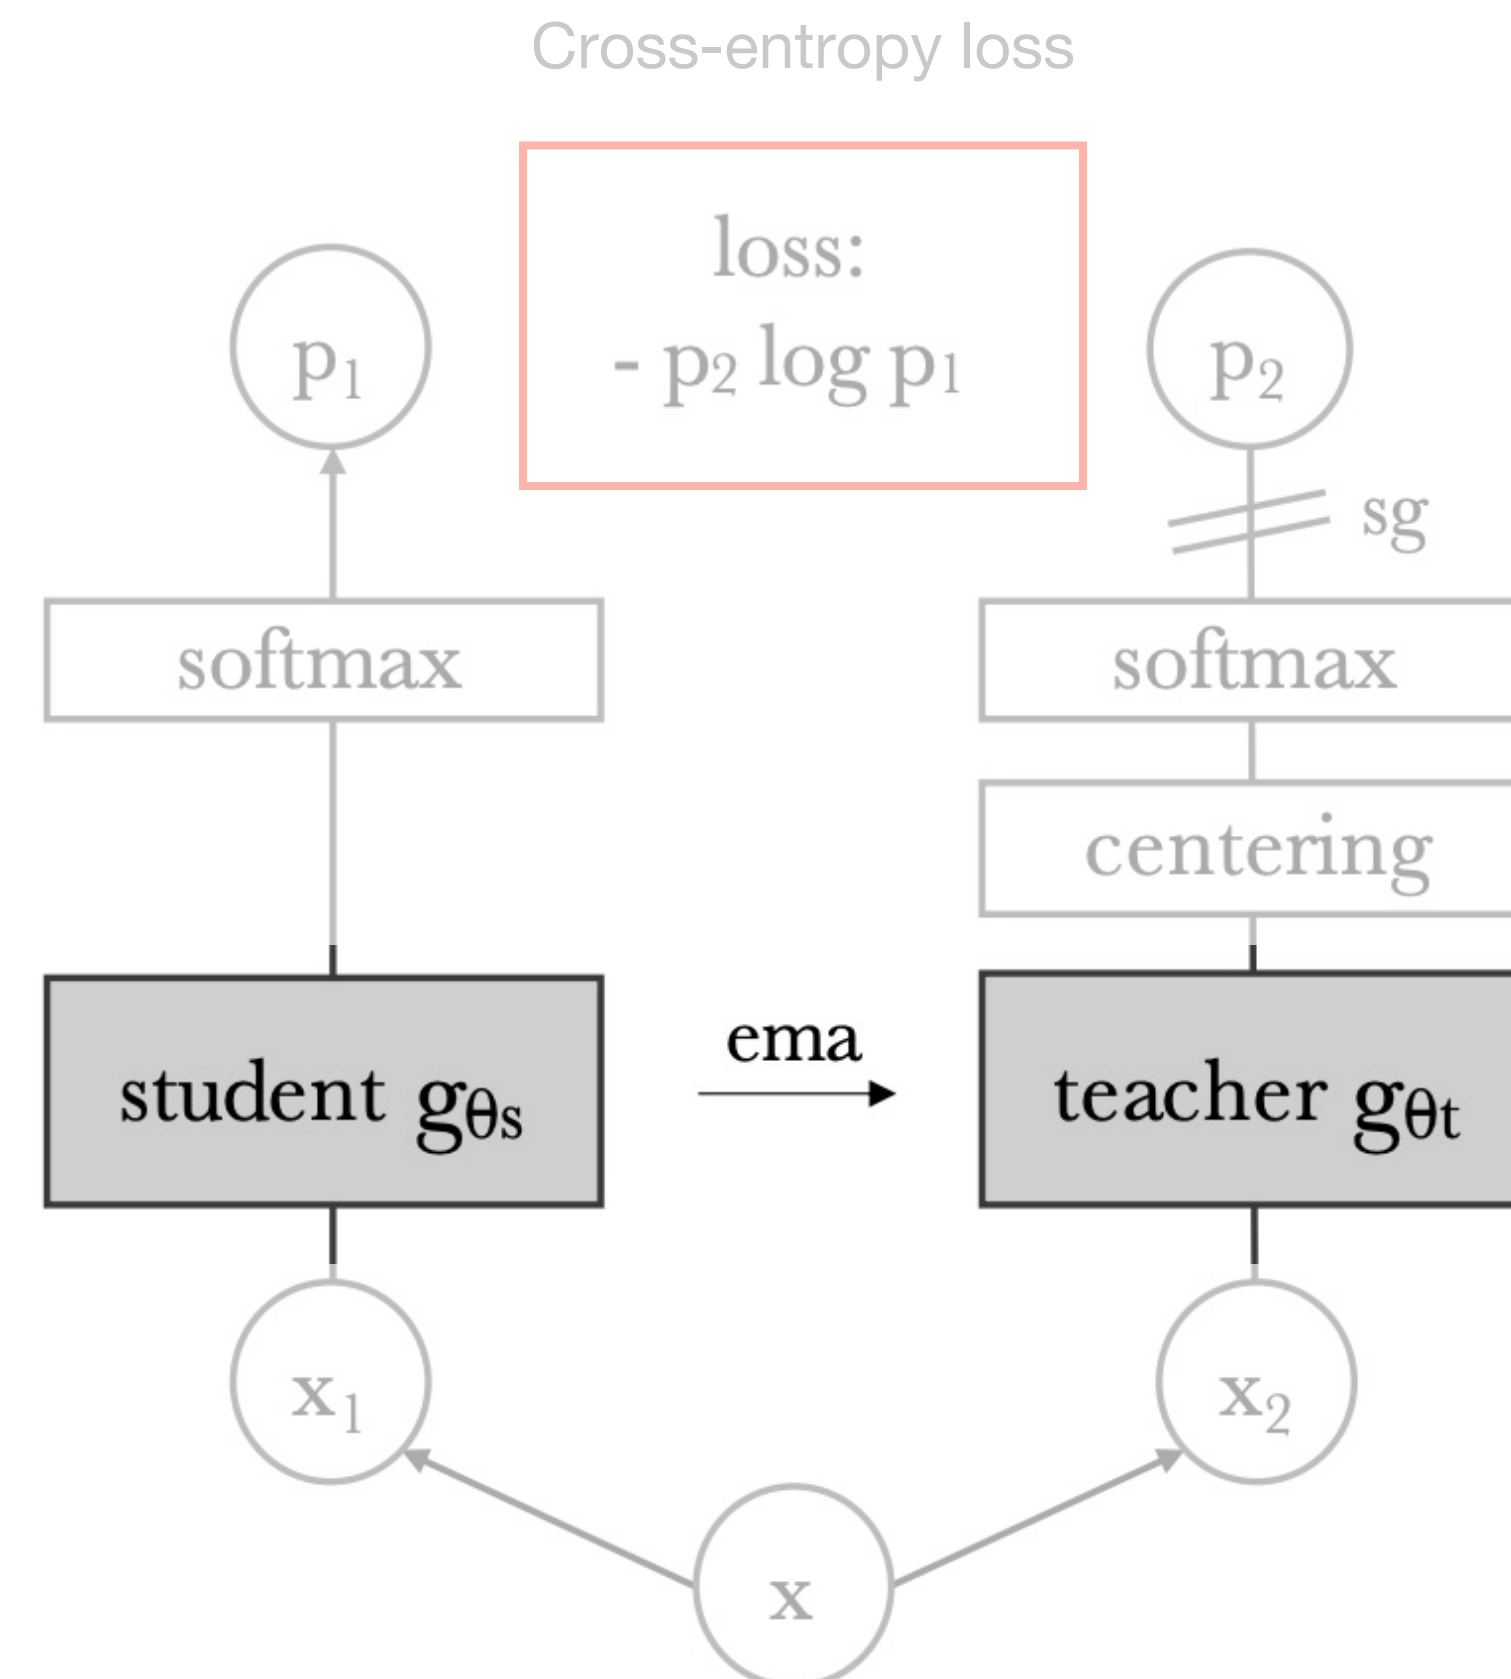 Cross-entropy loss
loss:
- p₂ log p₁
p₁
p₂
sg
softmax
softmax
centering
student gθs
ema
teacher gθt
x₁
x₂
x